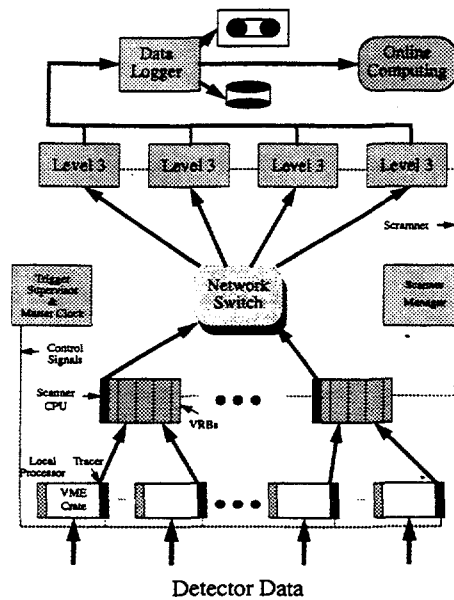 Data
Logger
Online
Computing
Level 3
Level 3
Level 3
Level 3
Scramnet
Trigger
Supervisor
&
Master Clock
Network
Switch
Scanner
Manager
Control
Signals
Scanner
CPU
VRBs
Local
Processor
Tracer
VME
Crate
Detector Data